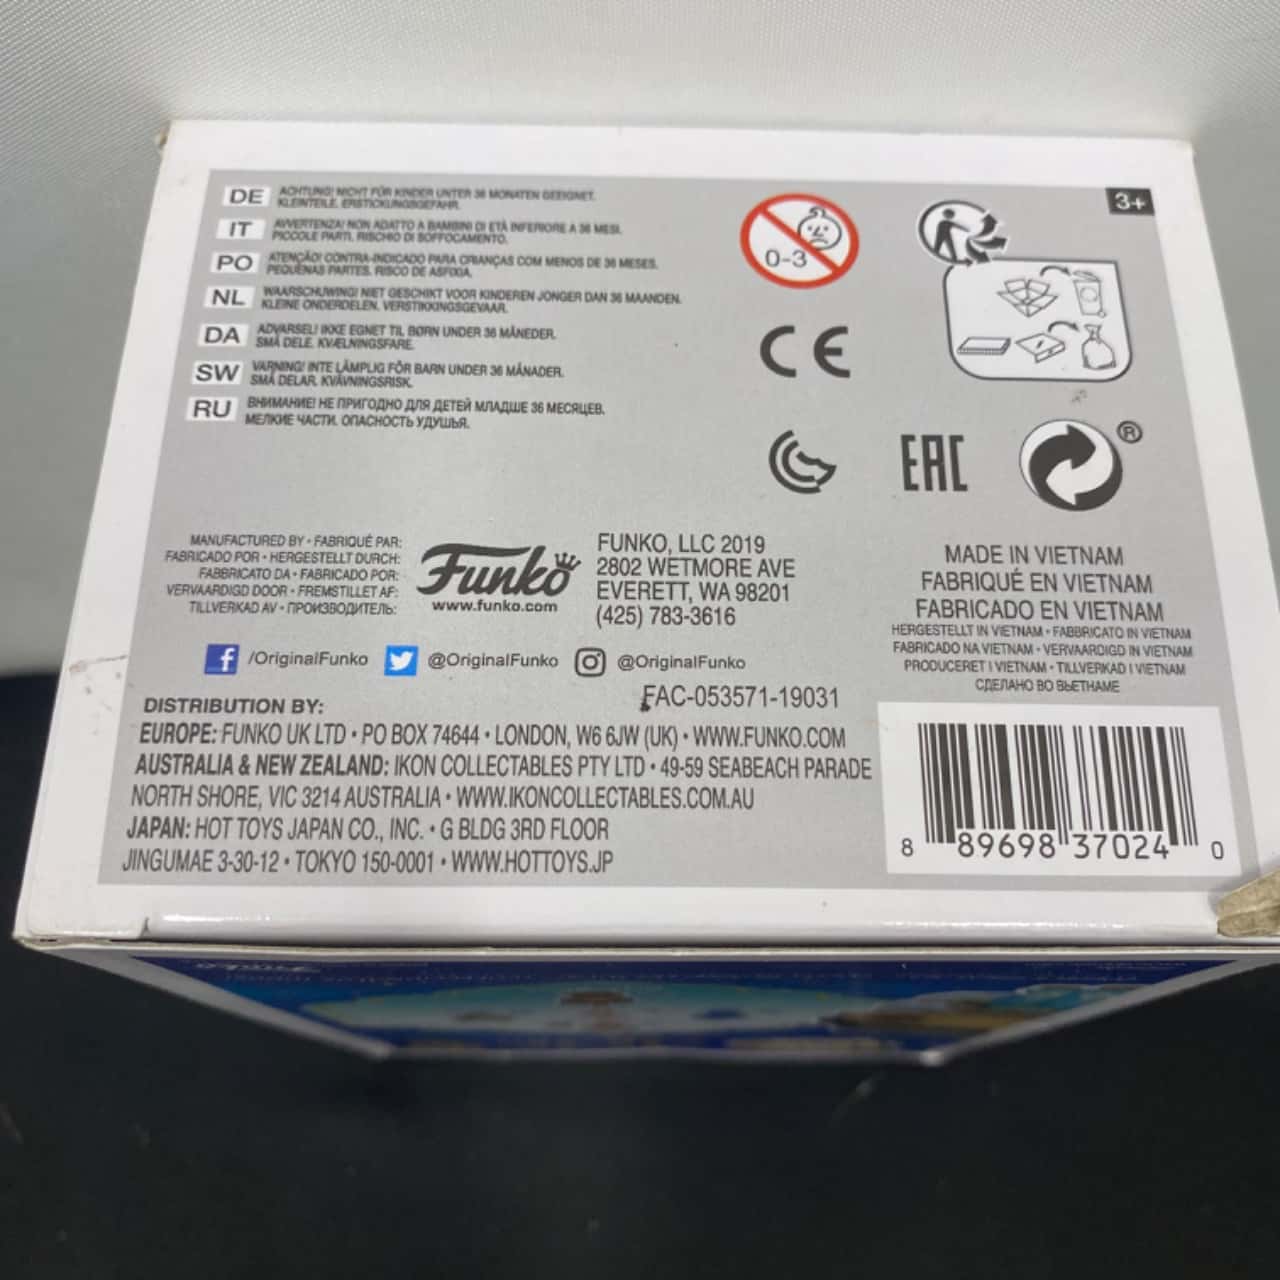 DE ACHTUNG! NICHT FÜR KINDER UNTER 36 MONATEN GEEIGNET.
KLEINTEILE. ERSTICKUNGSGEFAHR.
IT AVVERTENZA! NON ADATTO A BAMBINI DI ETÀ INFERIORE A 36 MESI.
PICCOLE PARTI. RISCHIO DI SOFFOCAMENTO.
PO ATENÇÃO! CONTRA-INDICADO PARA CRIANÇAS COM MENOS DE 36 MESES.
PEQUENAS PARTES. RISCO DE ASFIXIA.
NL WAARSCHUWING! NIET GESCHIKT VOOR KINDEREN JONGER DAN 36 MAANDEN.
KLEINE ONDERDELEN. VERSTIKKINGSGEVAAR.
DA ADVARSEL! IKKE EGNET TIL BØRN UNDER 36 MÅNEDER.
SMÅ DELE. KVÆLNINGSFARE.
SW VARNING! INTE LÄMPLIG FÖR BARN UNDER 36 MÅNADER.
SMÅ DELAR. KVÄVNINGSRISK.
RU ВНИМАНИЕ! НЕ ПРИГОДНО ДЛЯ ДЕТЕЙ МЛАДШЕ 36 МЕСЯЦЕВ.
МЕЛКИЕ ЧАСТИ. ОПАСНОСТЬ УДУШЬЯ.
0-3
3+
CE
EAC
®
MANUFACTURED BY • FABRIQUÉ PAR:
FABRICADO POR • HERGESTELLT DURCH:
FABBRICATO DA • FABRICADO POR:
VERVAARDIGD DOOR • FREMSTILLET AF:
TILLVERKAD AV • ПРОИЗВОДИТЕЛЬ:
Funko
www.funko.com
FUNKO, LLC 2019
2802 WETMORE AVE
EVERETT, WA 98201
(425) 783-3616
MADE IN VIETNAM
FABRIQUÉ EN VIETNAM
FABRICADO EN VIETNAM
HERGESTELLT IN VIETNAM • FABBRICATO IN VIETNAM
FABRICADO NA VIETNAM • VERVAARDIGD IN VIETNAM
PRODUCERET I VIETNAM • TILLVERKAD I VIETNAM
СДЕЛАНО ВО ВЬЕТНАМЕ
f /OriginalFunko @OriginalFunko @OriginalFunko
FAC-053571-19031
DISTRIBUTION BY:
EUROPE: FUNKO UK LTD • PO BOX 74644 • LONDON, W6 6JW (UK) • WWW.FUNKO.COM
AUSTRALIA & NEW ZEALAND: IKON COLLECTABLES PTY LTD • 49-59 SEABEACH PARADE
NORTH SHORE, VIC 3214 AUSTRALIA • WWW.IKONCOLLECTABLES.COM.AU
JAPAN: HOT TOYS JAPAN CO., INC. • G BLDG 3RD FLOOR
JINGUMAE 3-30-12 • TOKYO 150-0001 • WWW.HOTTOYS.JP
8 89698 37024 0